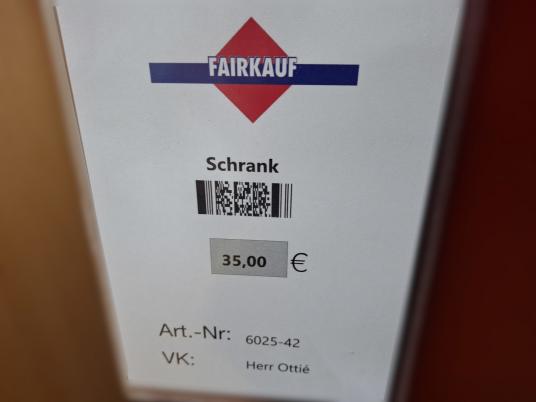 FAIRKAUF
Schrank
35,00 €
Art.-Nr: 6025-42
VK: Herr Ottié